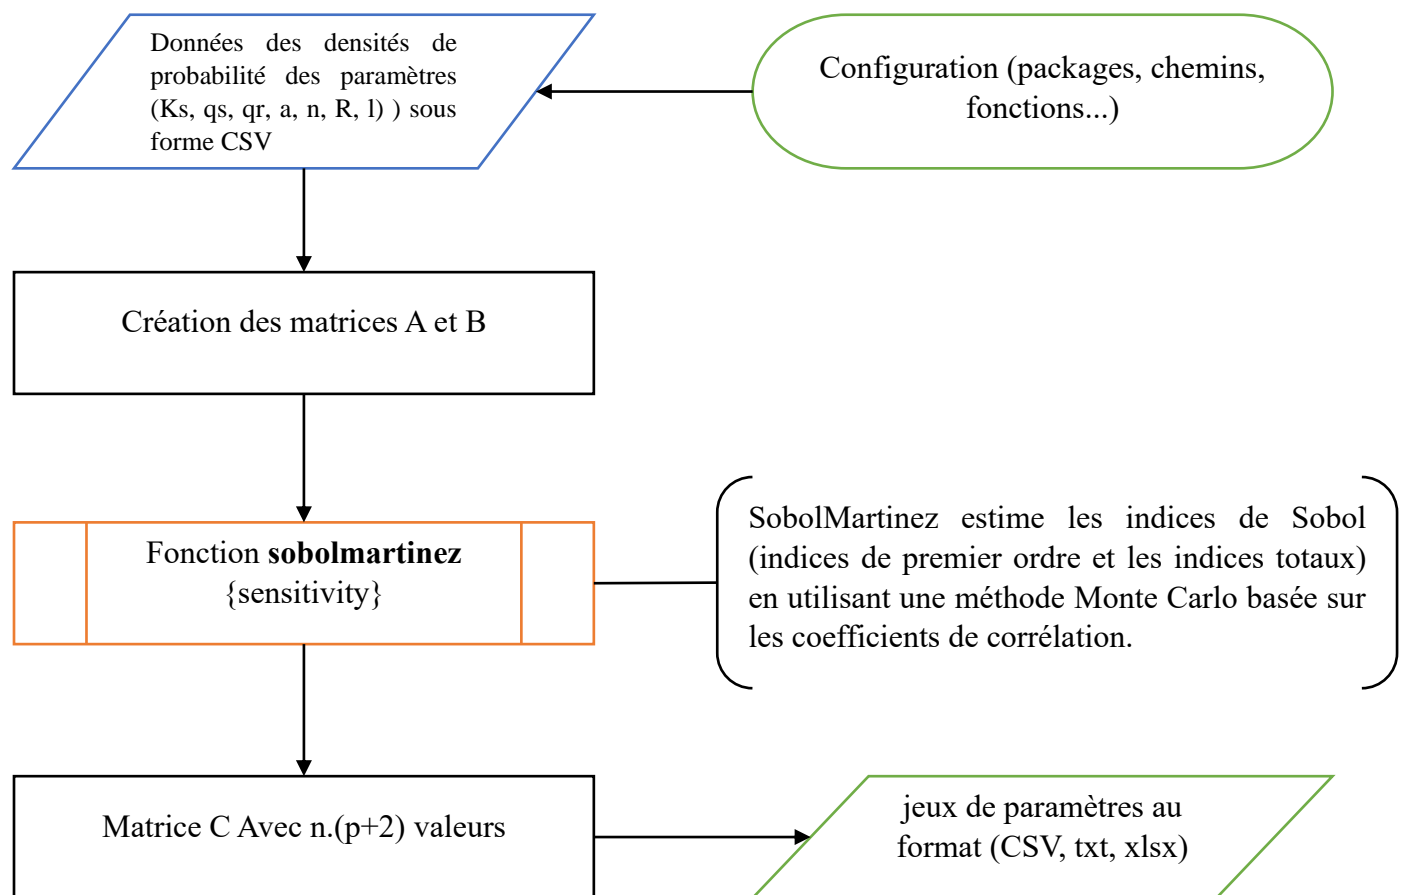 Données des densités de
probabilité des paramètres
(Ks, qs, qr, a, n, R, l) ) sous
forme CSV
Configuration (packages, chemins,
fonctions...)
Création des matrices A et B
Fonction sobolmartinez
{sensitivity}
SobolMartinez estime les indices de Sobol
(indices de premier ordre et les indices totaux)
en utilisant une méthode Monte Carlo basée sur
les coefficients de corrélation.
Matrice C Avec n.(p+2) valeurs
jeux de paramètres au
format (CSV, txt, xlsx)